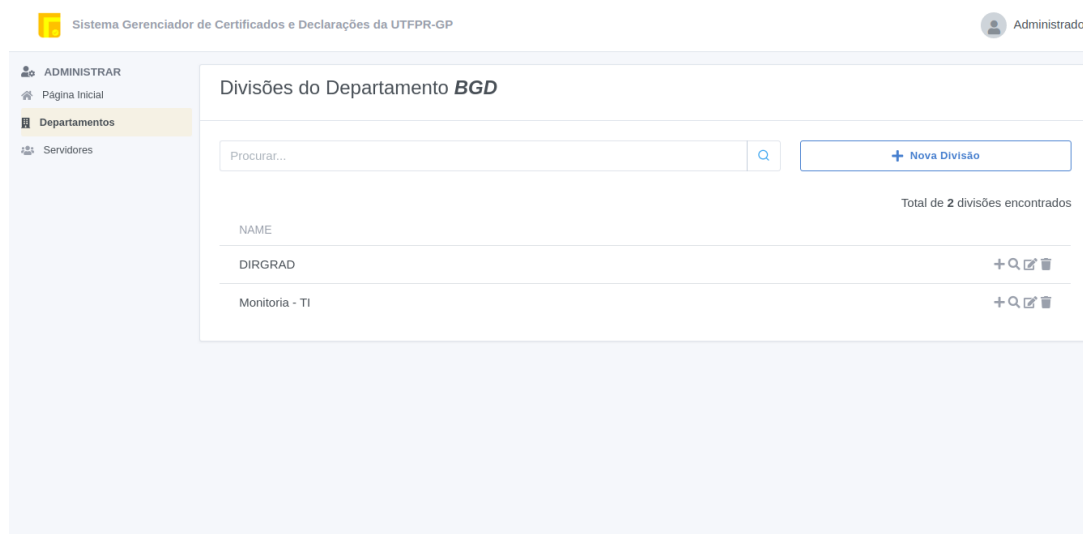 Sistema Gerenciador de Certificados e Declarações da UTFPR-GP
Administrado
ADMINISTRAR
Página Inicial
Departamentos
Servidores
Divisões do Departamento BGD
Procurar...
Nova Divisão
Total de 2 divisões encontrados
NAME
DIRGRAD
Monitoria - TI